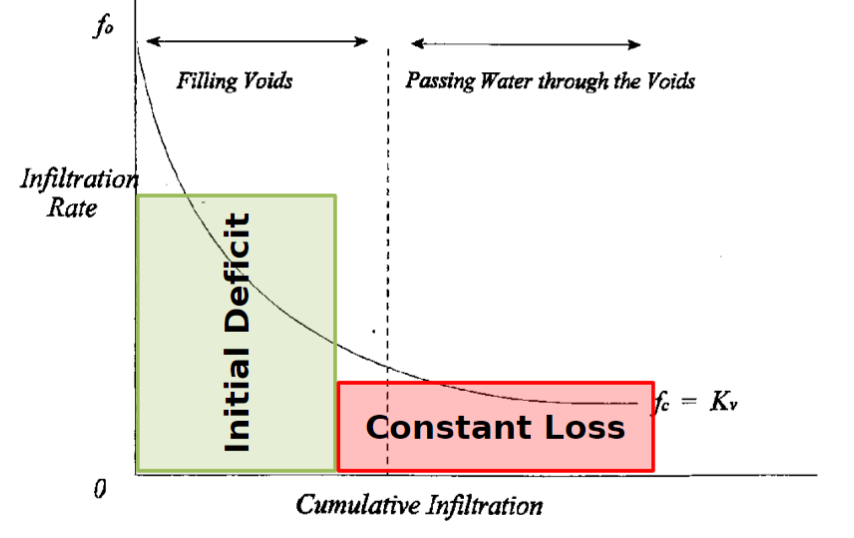 fo
Filling Voids
Passing Water through the Voids
Infiltration
Rate
Initial Deficit
Constant Loss
fc = Kv
0
Cumulative Infiltration